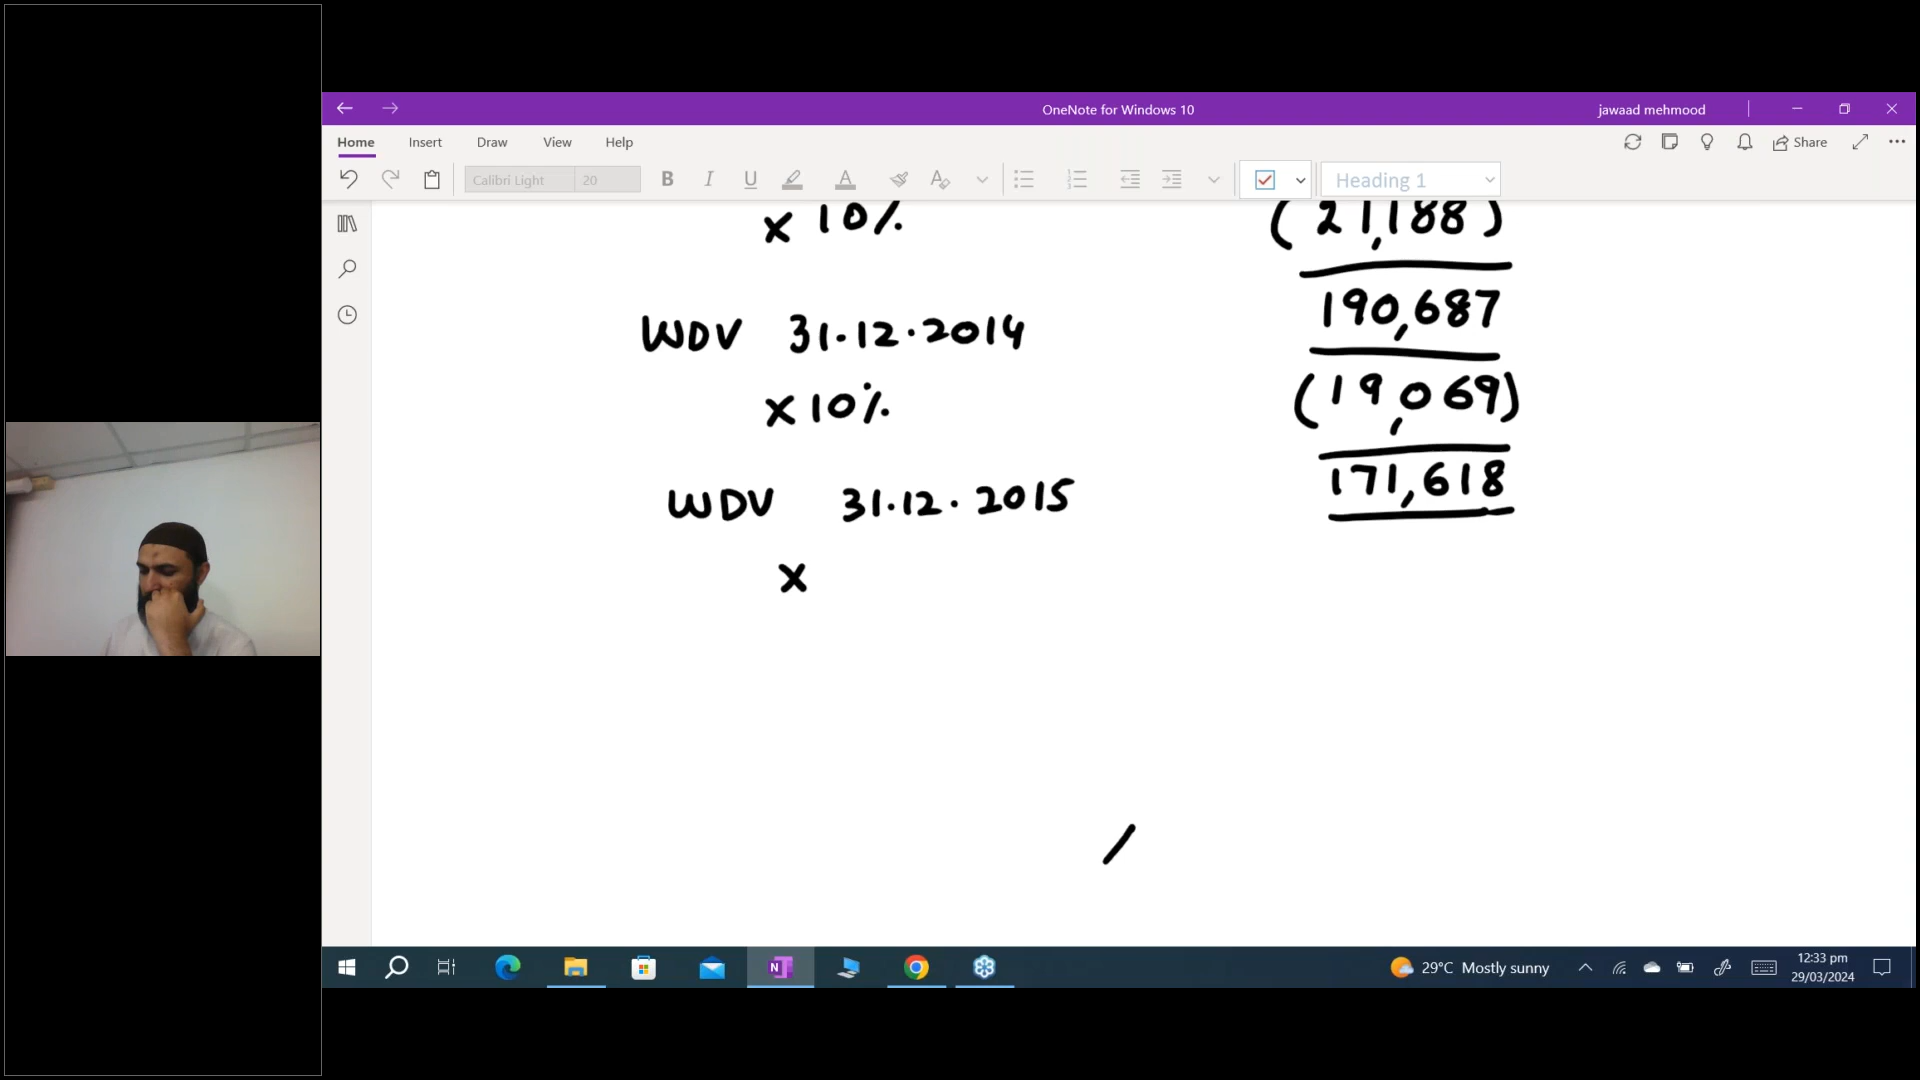 OneNote for Windows 10
jawaad mehmood
Home Insert Draw View Help
Share
Calibri Light 20
B I U A
Heading 1
x 10% (21,188)
WDV 31.12.2014 190,687
x 10% (19,069)
WDV 31.12.2015 171,618
x
/
29°C Mostly sunny
12:33 pm
29/03/2024